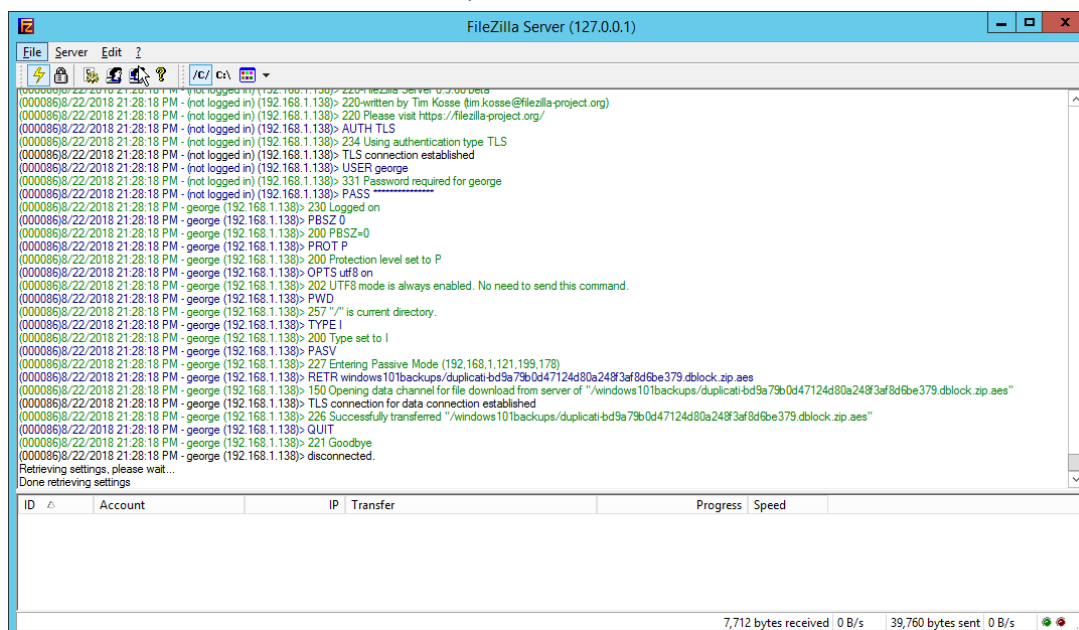 FileZilla Server (127.0.0.1)
File Server Edit ?
/C/ C:\
(000086)8/22/2018 21:28:18 PM - (not logged in) (192.168.1.138)> 220-FileZilla Server 0.9.60 beta
(000086)8/22/2018 21:28:18 PM - (not logged in) (192.168.1.138)> 220-written by Tim Kosse (tim.kosse@filezilla-project.org)
(000086)8/22/2018 21:28:18 PM - (not logged in) (192.168.1.138)> 220 Please visit https://filezilla-project.org/
(000086)8/22/2018 21:28:18 PM - (not logged in) (192.168.1.138)> AUTH TLS
(000086)8/22/2018 21:28:18 PM - (not logged in) (192.168.1.138)> 234 Using authentication type TLS
(000086)8/22/2018 21:28:18 PM - (not logged in) (192.168.1.138)> TLS connection established
(000086)8/22/2018 21:28:18 PM - (not logged in) (192.168.1.138)> USER george
(000086)8/22/2018 21:28:18 PM - (not logged in) (192.168.1.138)> 331 Password required for george
(000086)8/22/2018 21:28:18 PM - (not logged in) (192.168.1.138)> PASS ***************
(000086)8/22/2018 21:28:18 PM - george (192.168.1.138)> 230 Logged on
(000086)8/22/2018 21:28:18 PM - george (192.168.1.138)> PBSZ 0
(000086)8/22/2018 21:28:18 PM - george (192.168.1.138)> 200 PBSZ=0
(000086)8/22/2018 21:28:18 PM - george (192.168.1.138)> PROT P
(000086)8/22/2018 21:28:18 PM - george (192.168.1.138)> 200 Protection level set to P
(000086)8/22/2018 21:28:18 PM - george (192.168.1.138)> OPTS utf8 on
(000086)8/22/2018 21:28:18 PM - george (192.168.1.138)> 202 UTF8 mode is always enabled. No need to send this command.
(000086)8/22/2018 21:28:18 PM - george (192.168.1.138)> PWD
(000086)8/22/2018 21:28:18 PM - george (192.168.1.138)> 257 "/" is current directory.
(000086)8/22/2018 21:28:18 PM - george (192.168.1.138)> TYPE I
(000086)8/22/2018 21:28:18 PM - george (192.168.1.138)> 200 Type set to I
(000086)8/22/2018 21:28:18 PM - george (192.168.1.138)> PASV
(000086)8/22/2018 21:28:18 PM - george (192.168.1.138)> 227 Entering Passive Mode (192,168,1,121,199,178)
(000086)8/22/2018 21:28:18 PM - george (192.168.1.138)> RETR windows101backups/duplicati-bd9a79b0d47124d80a248f3af8d6be379.dblock.zip.aes
(000086)8/22/2018 21:28:18 PM - george (192.168.1.138)> 150 Opening data channel for file download from server of "/windows101backups/duplicati-bd9a79b0d47124d80a248f3af8d6be379.dblock.zip.aes"
(000086)8/22/2018 21:28:18 PM - george (192.168.1.138)> TLS connection for data connection established
(000086)8/22/2018 21:28:18 PM - george (192.168.1.138)> 226 Successfully transferred "/windows101backups/duplicati-bd9a79b0d47124d80a248f3af8d6be379.dblock.zip.aes"
(000086)8/22/2018 21:28:18 PM - george (192.168.1.138)> QUIT
(000086)8/22/2018 21:28:18 PM - george (192.168.1.138)> 221 Goodbye
(000086)8/22/2018 21:28:18 PM - george (192.168.1.138)> disconnected.
Retrieving settings, please wait...
Done retrieving settings
ID Account IP Transfer Progress Speed
7,712 bytes received 0 B/s 39,760 bytes sent 0 B/s